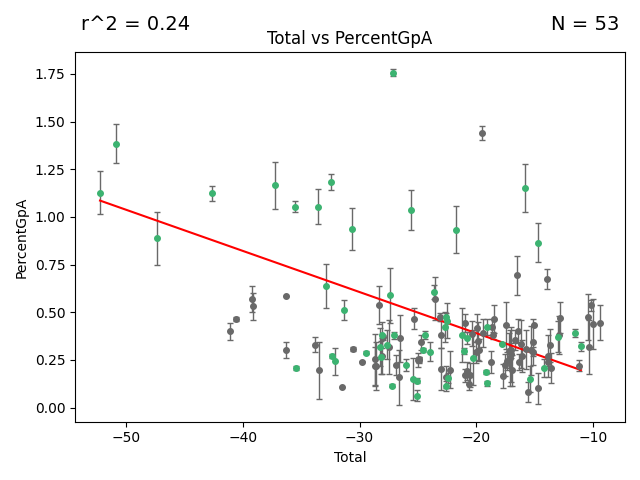 r^2 = 0.24
N = 53
Total vs PercentGpA
PercentGpA
1.75
1.50
1.25
1.00
0.75
0.50
0.25
0.00
−50
−40
−30
−20
−10
Total